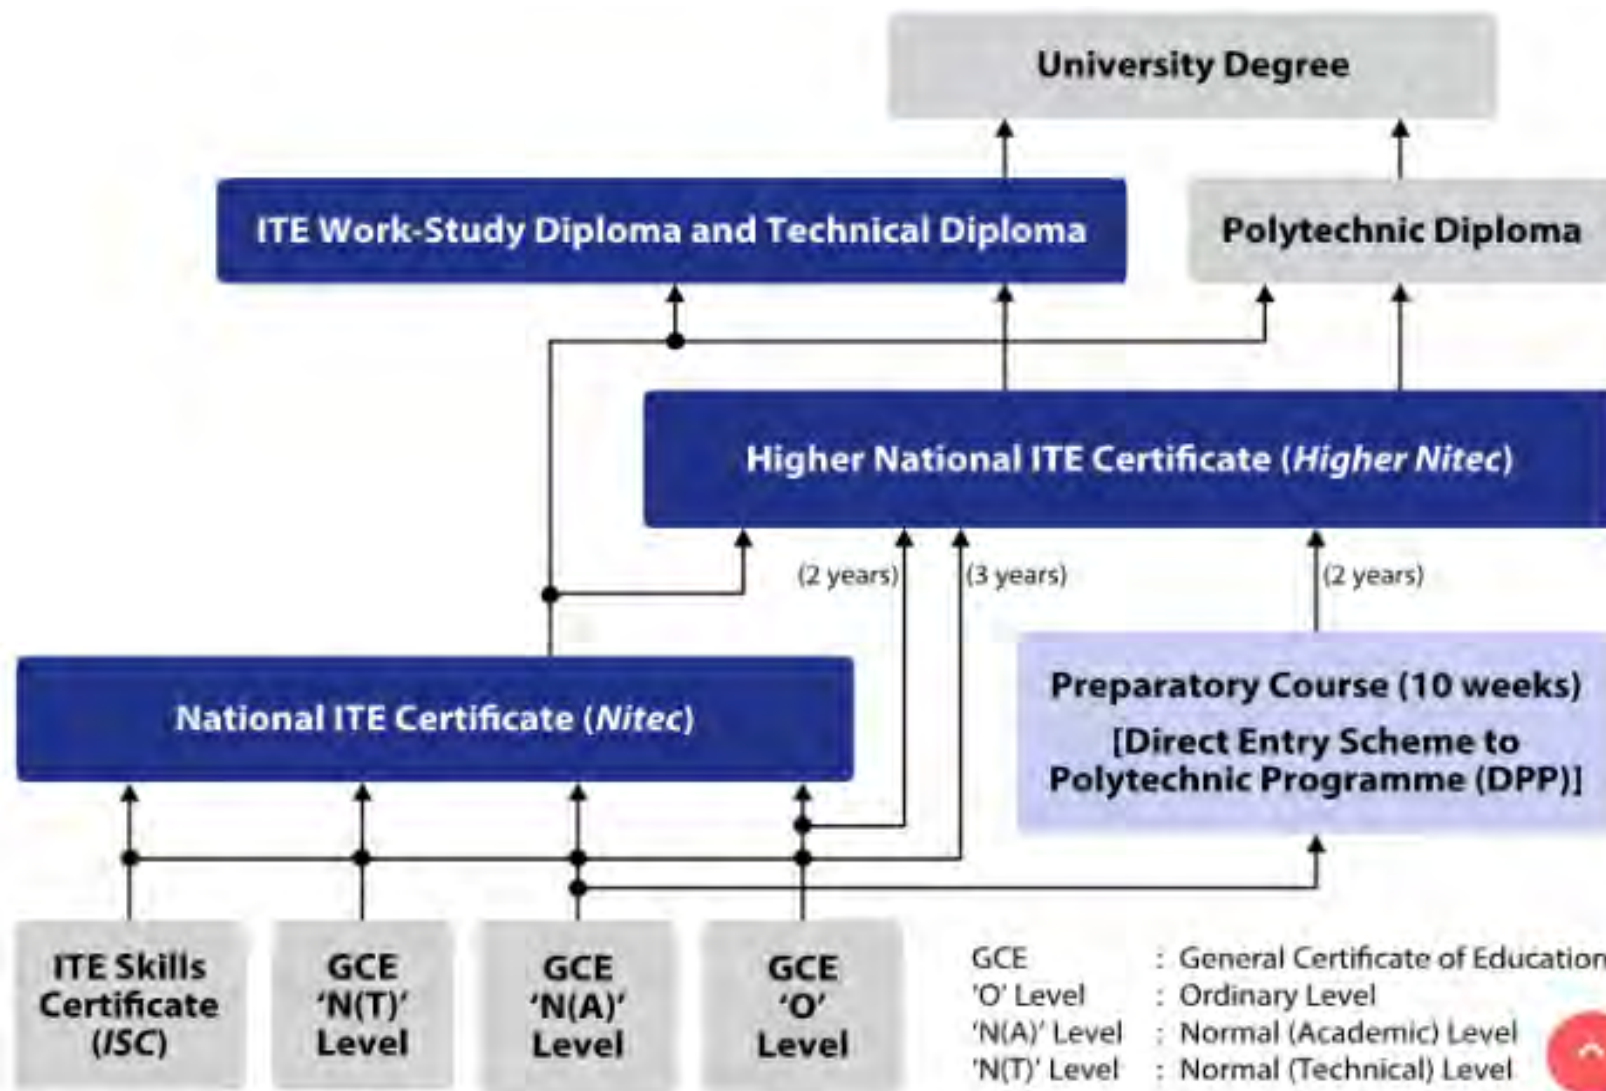 University Degree
ITE Work-Study Diploma and Technical Diploma
Polytechnic Diploma
Higher National ITE Certificate (Higher Nitec)
(2 years)
(3 years)
(2 years)
National ITE Certificate (Nitec)
Preparatory Course (10 weeks)
[Direct Entry Scheme to
Polytechnic Programme (DPP)]
ITE Skills
Certificate
(ISC)
GCE
‘N(T)’
Level
GCE
‘N(A)’
Level
GCE
‘O’
Level
GCE : General Certificate of Education
'O' Level : Ordinary Level
'N(A)' Level : Normal (Academic) Level
'N(T)' Level : Normal (Technical) Level